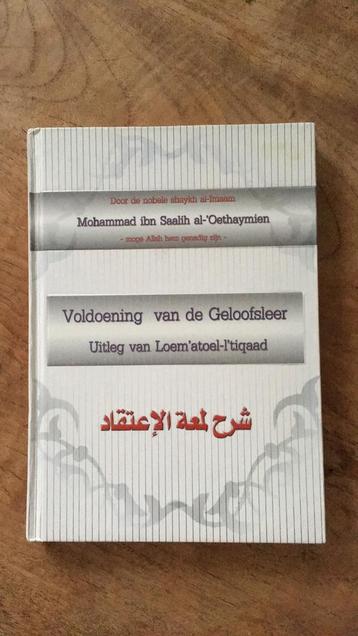 Door de nobele shaykh al-Imaam
Mohammad ibn Saalih al-'Oethaymien
- moge Allah hem genadig zijn -
Voldoening van de Geloofsleer
Uitleg van Loem'atoel-I'tiqaad
شرح لمعة الإعتقاد